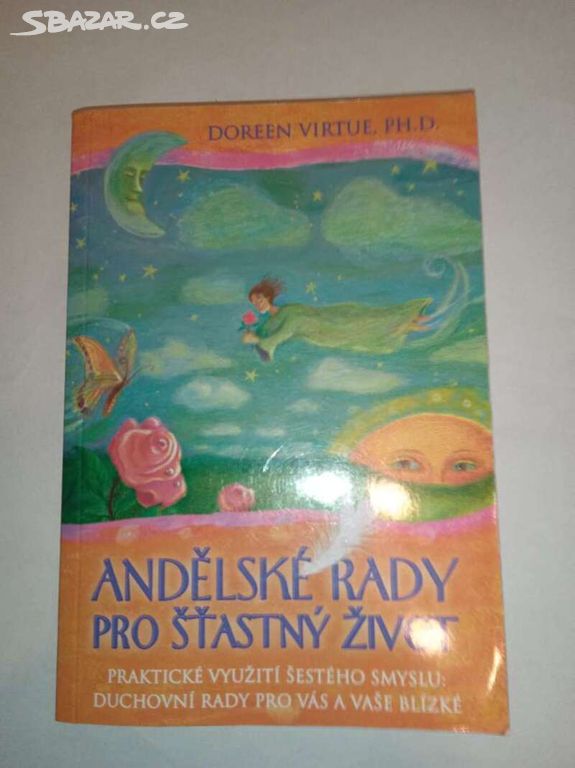 SBAZAR.CZ
DOREEN VIRTUE, PH.D.
ANDĚLSKÉ RADY
PRO ŠŤASTNÝ ŽIVOT
PRAKTICKÉ VYUŽITÍ ŠESTÉHO SMYSLU:
DUCHOVNÍ RADY PRO VÁS A VAŠE BLÍZKÉ